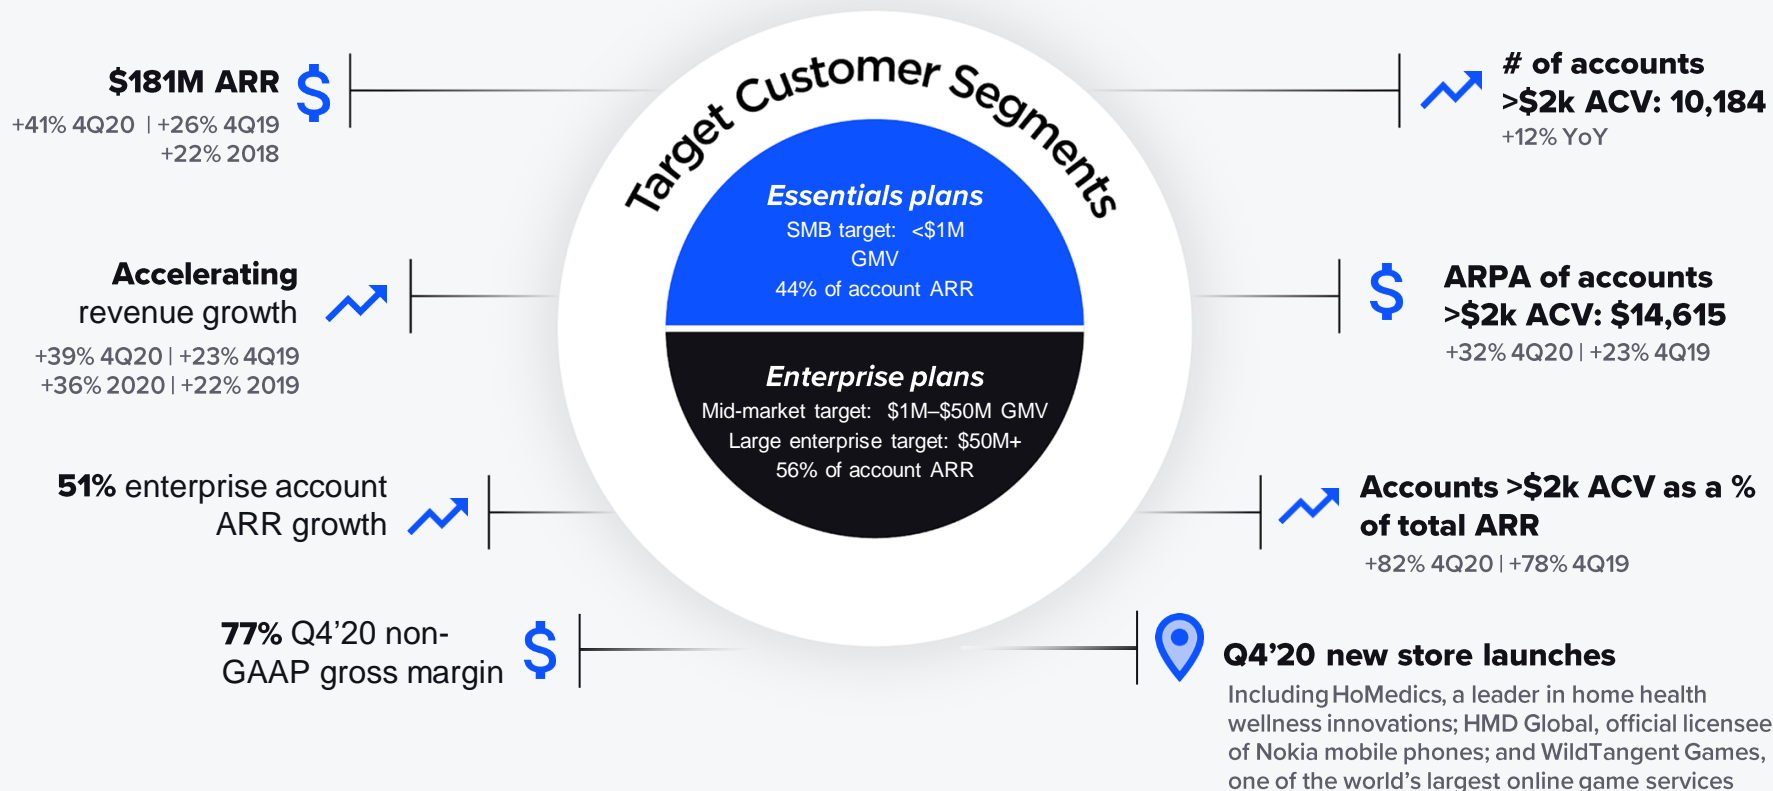 Target Customer Segments
$181M ARR
+41% 4Q20 | +26% 4Q19
+22% 2018
Accelerating
revenue growth
+39% 4Q20 | +23% 4Q19
+36% 2020 | +22% 2019
51% enterprise account
ARR growth
77% Q4’20 non-
GAAP gross margin
Essentials plans
SMB target: <$1M
GMV
44% of account ARR
Enterprise plans
Mid-market target: $1M–$50M GMV
Large enterprise target: $50M+
56% of account ARR
# of accounts
>$2k ACV: 10,184
+12% YoY
ARPA of accounts
>$2k ACV: $14,615
+32% 4Q20 | +23% 4Q19
Accounts >$2k ACV as a %
of total ARR
+82% 4Q20 | +78% 4Q19
Q4’20 new store launches
Including HoMedics, a leader in home health
wellness innovations; HMD Global, official licensee
of Nokia mobile phones; and WildTangent Games,
one of the world’s largest online game services